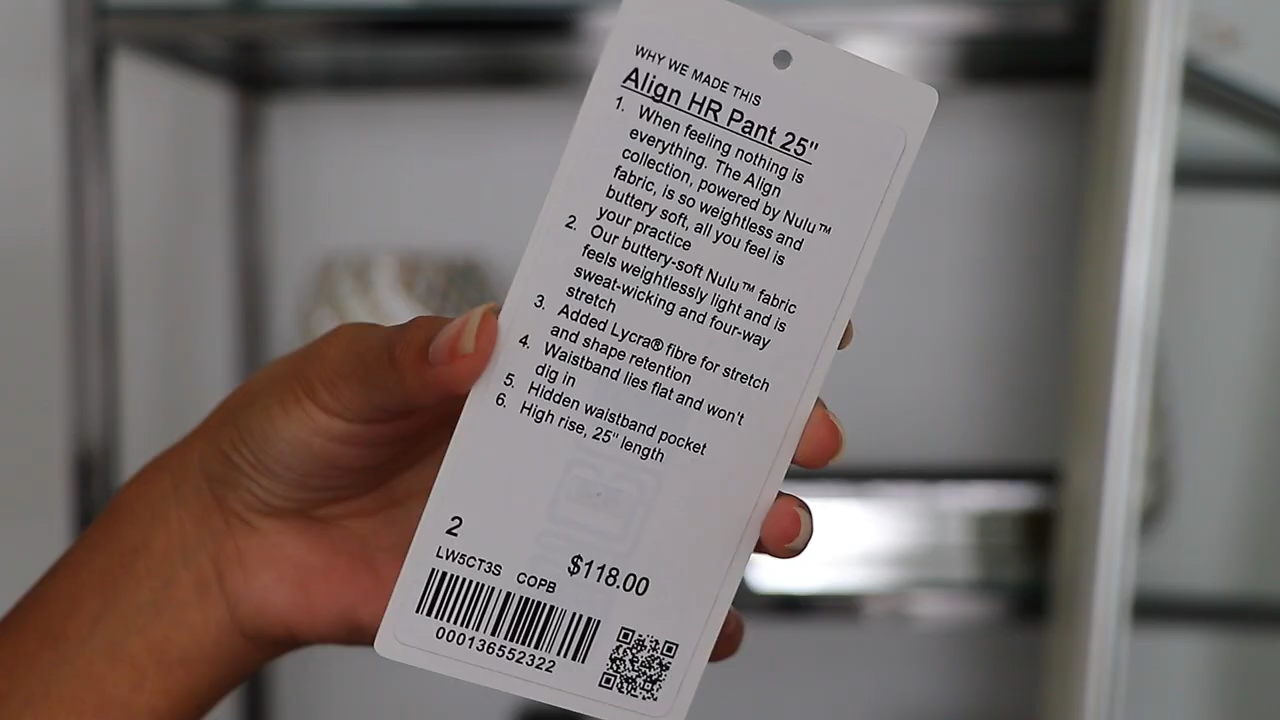 WHY WE MADE THIS
Align HR Pant 25"
1. When feeling nothing is
everything. The Align
collection, powered by Nulu™
fabric, is so weightless and
buttery soft, all you feel is
your practice
2. Our buttery-soft Nulu™ fabric
feels weightlessly light and is
sweat-wicking and four-way
stretch
3. Added Lycra® fibre for stretch
and shape retention
4. Waistband lies flat and won't
dig in
5. Hidden waistband pocket
6. High rise, 25" length
2
$118.00
LW5CT3S COPB
000136552322